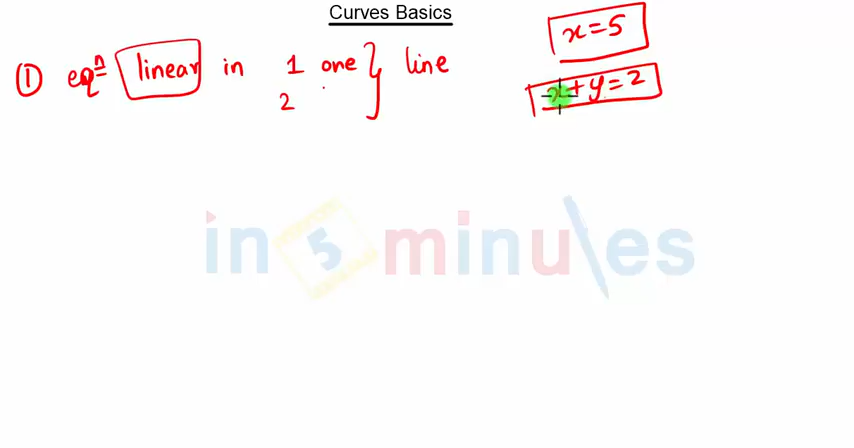 Curves Basics
① eqⁿ linear in 1 one } line
2
x=5
x+y=2
in 5 minutes